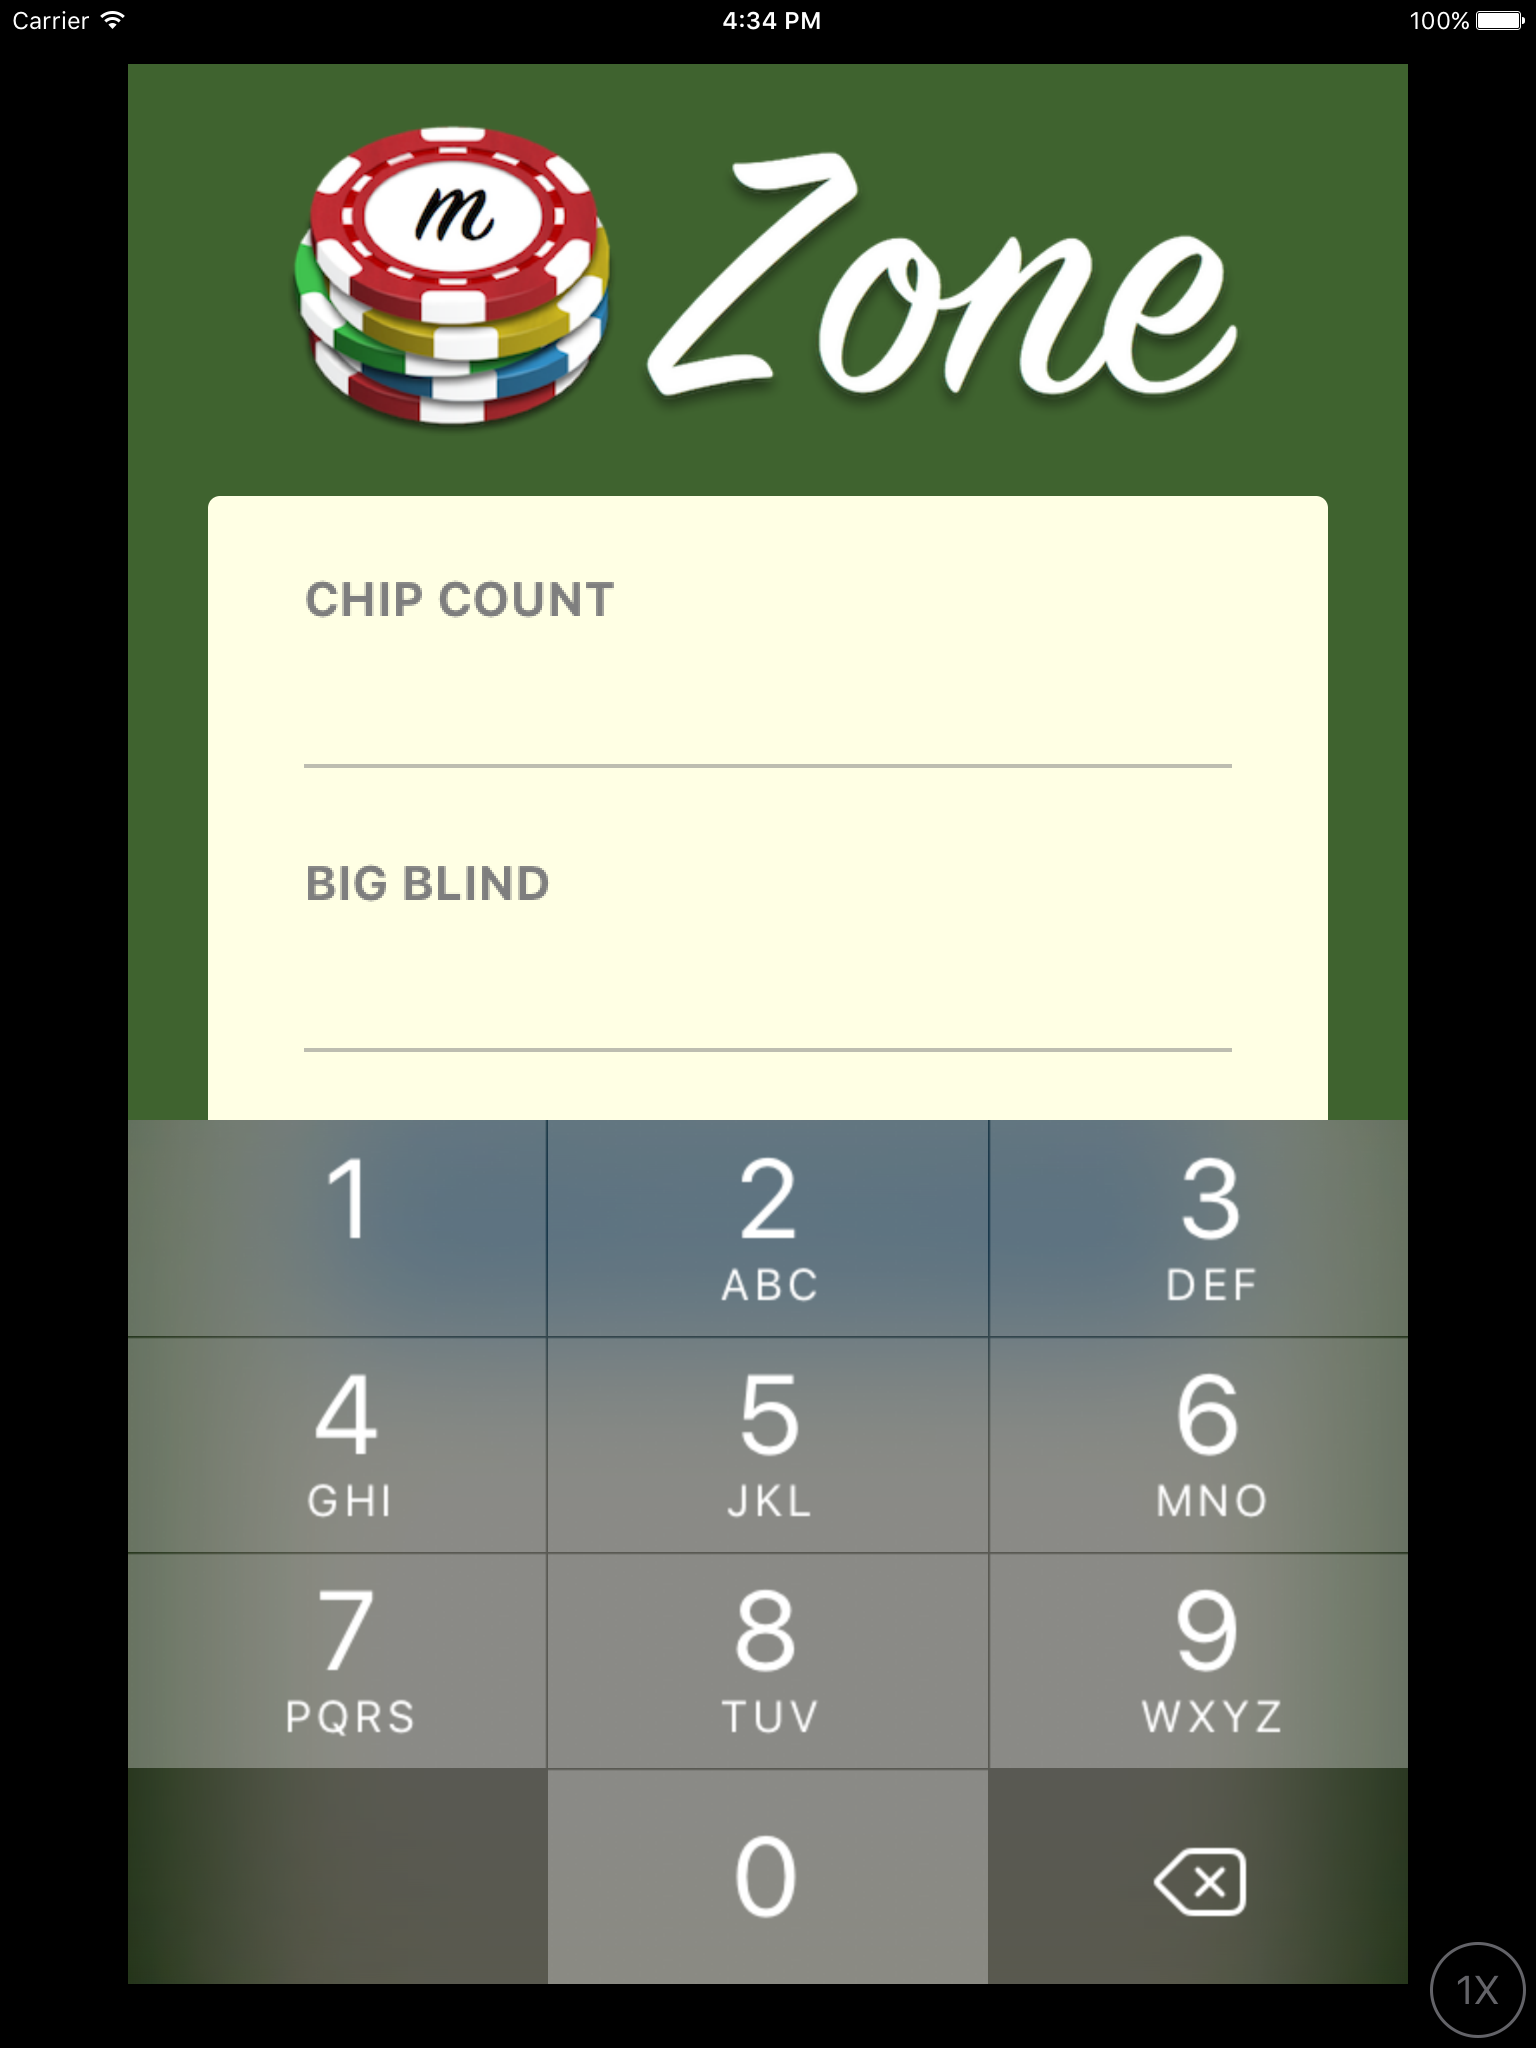 Carrier 4:34 PM 100%
m Zone
CHIP COUNT
BIG BLIND
1 2 3
ABC DEF
4 5 6
GHI JKL MNO
7 8 9
PQRS TUV WXYZ
0
1X